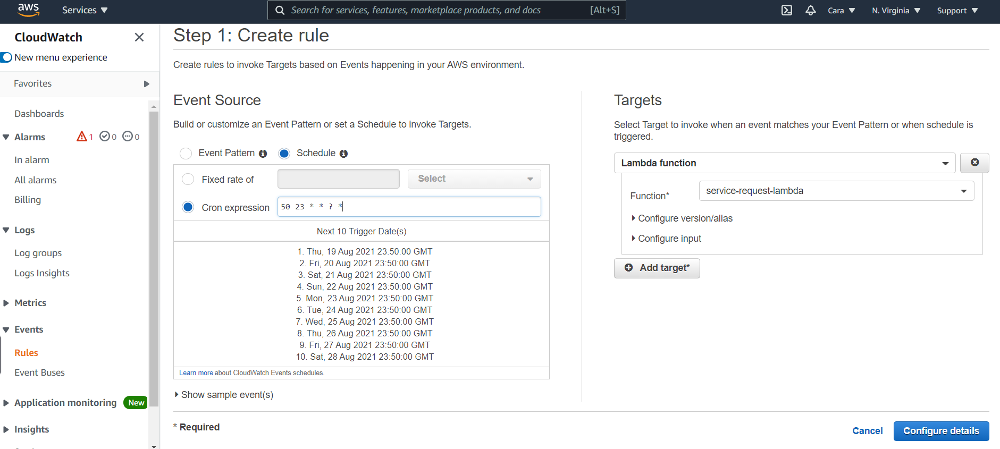 aws
Services
Search for services, features, marketplace products, and docs
[Alt+S]
Cara
N. Virginia
Support
CloudWatch
New menu experience
Favorites
Dashboards
Alarms
1
0
0
In alarm
All alarms
Billing
Logs
Log groups
Logs Insights
Metrics
Events
Rules
Event Buses
Application monitoring
New
Insights
Step 1: Create rule
Create rules to invoke Targets based on Events happening in your AWS environment.
Event Source
Build or customize an Event Pattern or set a Schedule to invoke Targets.
Event Pattern
Schedule
Fixed rate of
Select
Cron expression
50 23 * * ? *
Next 10 Trigger Date(s)
1. Thu, 19 Aug 2021 23:50:00 GMT
2. Fri, 20 Aug 2021 23:50:00 GMT
3. Sat, 21 Aug 2021 23:50:00 GMT
4. Sun, 22 Aug 2021 23:50:00 GMT
5. Mon, 23 Aug 2021 23:50:00 GMT
6. Tue, 24 Aug 2021 23:50:00 GMT
7. Wed, 25 Aug 2021 23:50:00 GMT
8. Thu, 26 Aug 2021 23:50:00 GMT
9. Fri, 27 Aug 2021 23:50:00 GMT
10. Sat, 28 Aug 2021 23:50:00 GMT
Learn more about CloudWatch Events schedules.
Show sample event(s)
Targets
Select Target to invoke when an event matches your Event Pattern or when schedule is
triggered.
Lambda function
Function*
service-request-lambda
Configure version/alias
Configure input
Add target*
* Required
Cancel
Configure details